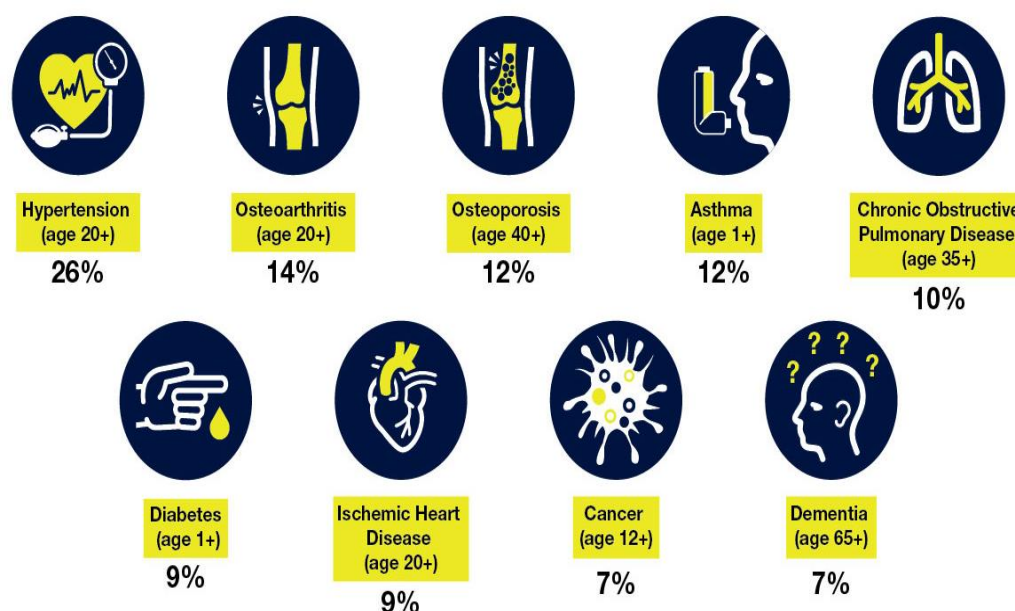 Hypertension
(age 20+)
26%
Osteoarthritis
(age 20+)
14%
Osteoporosis
(age 40+)
12%
Asthma
(age 1+)
12%
Chronic Obstructive
Pulmonary Disease
(age 35+)
10%
? ? ? ?
Diabetes
(age 1+)
9%
Ischemic Heart
Disease
(age 20+)
9%
Cancer
(age 12+)
7%
Dementia
(age 65+)
7%